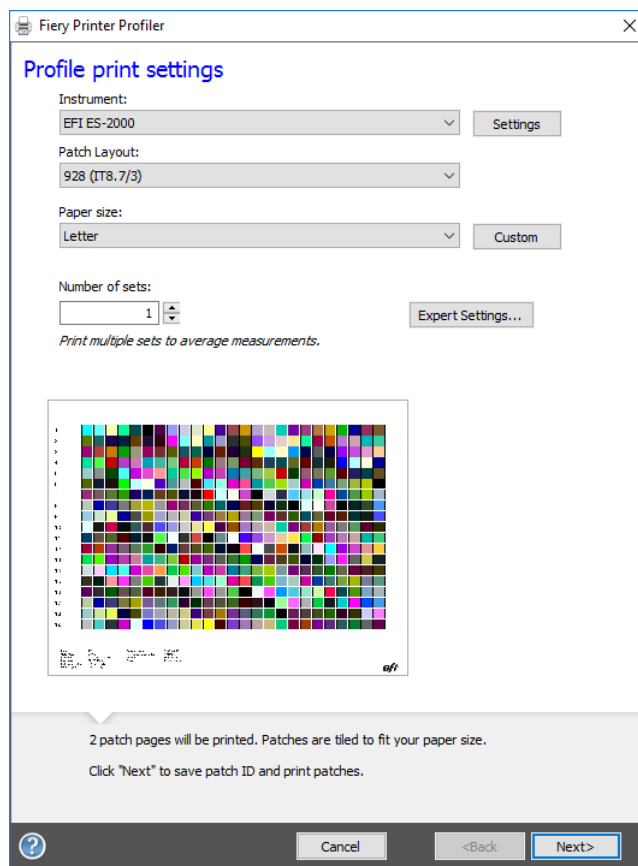 Fiery Printer Profiler
Profile print settings
Instrument:
EFI ES-2000
Settings
Patch Layout:
928 (IT8.7/3)
Paper size:
Letter
Custom
Number of sets:
1
Expert Settings...
Print multiple sets to average measurements.
efi
2 patch pages will be printed. Patches are tiled to fit your paper size.
Click "Next" to save patch ID and print patches.
?
Cancel
<Back
Next>